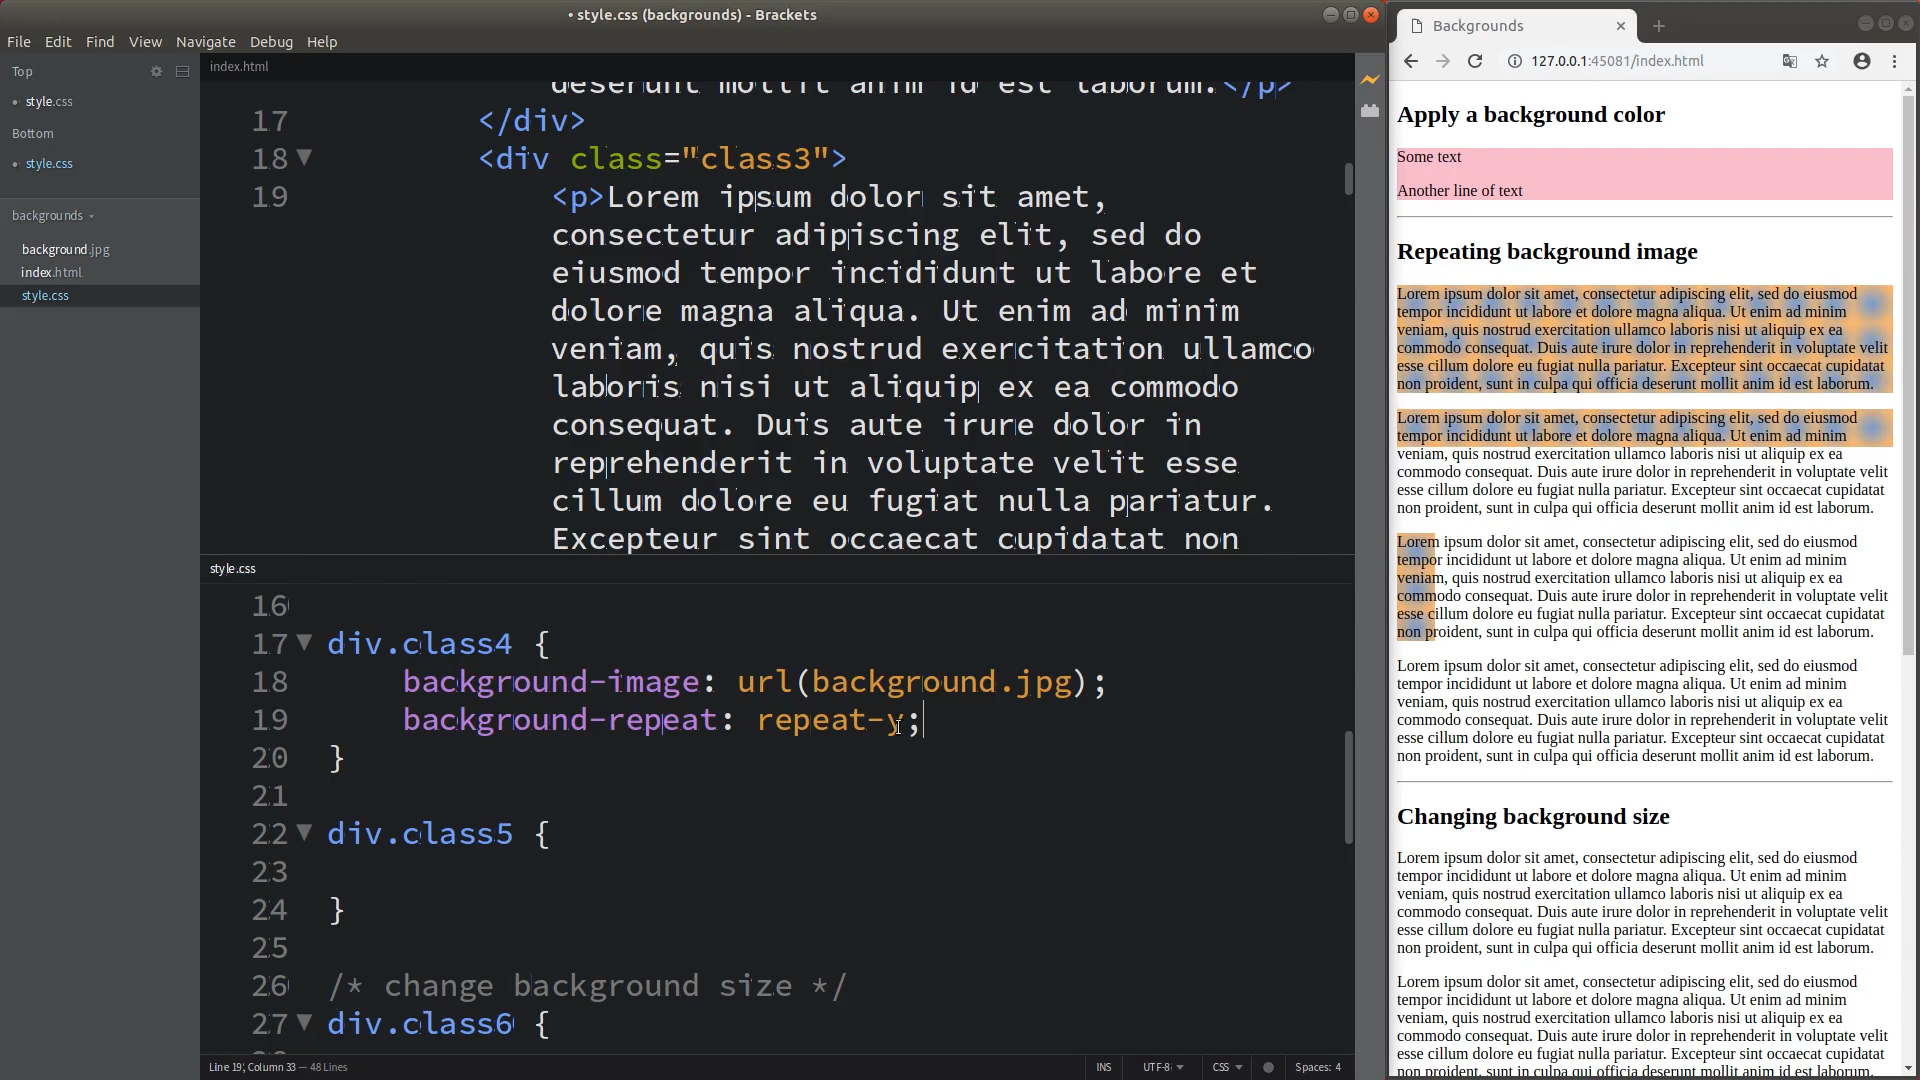 • style.css (backgrounds) - Brackets
File Edit Find View Navigate Debug Help
Top
• style.css
Bottom
• style.css
backgrounds
background.jpg
index.html
style.css
index.html
deserunt mollit anim id est laborum.</p>
17 </div>
18 <div class="class3">
19 <p>Lorem ipsum dolor sit amet,
consectetur adipiscing elit, sed do
eiusmod tempor incididunt ut labore et
dolore magna aliqua. Ut enim ad minim
veniam, quis nostrud exercitation ullamco
laboris nisi ut aliquip ex ea commodo
consequat. Duis aute irure dolor in
reprehenderit in voluptate velit esse
cillum dolore eu fugiat nulla pariatur.
Excepteur sint occaecat cupidatat non
style.css
16
17 div.class4 {
18 background-image: url(background.jpg);
19 background-repeat: repeat-y;
20 }
21
22 div.class5 {
23
24 }
25
26 /* change background size */
27 div.class6 {
Line 19, Column 33 — 48 Lines
INS UTF-8 CSS Spaces: 4
Backgrounds
127.0.0.1:45081/index.html
Apply a background color
Some text
Another line of text
Repeating background image
Lorem ipsum dolor sit amet, consectetur adipiscing elit, sed do eiusmod
tempor incididunt ut labore et dolore magna aliqua. Ut enim ad minim
veniam, quis nostrud exercitation ullamco laboris nisi ut aliquip ex ea
commodo consequat. Duis aute irure dolor in reprehenderit in voluptate velit
esse cillum dolore eu fugiat nulla pariatur. Excepteur sint occaecat cupidatat
non proident, sunt in culpa qui officia deserunt mollit anim id est laborum.
Lorem ipsum dolor sit amet, consectetur adipiscing elit, sed do eiusmod
tempor incididunt ut labore et dolore magna aliqua. Ut enim ad minim
veniam, quis nostrud exercitation ullamco laboris nisi ut aliquip ex ea
commodo consequat. Duis aute irure dolor in reprehenderit in voluptate velit
esse cillum dolore eu fugiat nulla pariatur. Excepteur sint occaecat cupidatat
non proident, sunt in culpa qui officia deserunt mollit anim id est laborum.
Lorem ipsum dolor sit amet, consectetur adipiscing elit, sed do eiusmod
tempor incididunt ut labore et dolore magna aliqua. Ut enim ad minim
veniam, quis nostrud exercitation ullamco laboris nisi ut aliquip ex ea
commodo consequat. Duis aute irure dolor in reprehenderit in voluptate velit
esse cillum dolore eu fugiat nulla pariatur. Excepteur sint occaecat cupidatat
non proident, sunt in culpa qui officia deserunt mollit anim id est laborum.
Lorem ipsum dolor sit amet, consectetur adipiscing elit, sed do eiusmod
tempor incididunt ut labore et dolore magna aliqua. Ut enim ad minim
veniam, quis nostrud exercitation ullamco laboris nisi ut aliquip ex ea
commodo consequat. Duis aute irure dolor in reprehenderit in voluptate velit
esse cillum dolore eu fugiat nulla pariatur. Excepteur sint occaecat cupidatat
non proident, sunt in culpa qui officia deserunt mollit anim id est laborum.
Changing background size
Lorem ipsum dolor sit amet, consectetur adipiscing elit, sed do eiusmod
tempor incididunt ut labore et dolore magna aliqua. Ut enim ad minim
veniam, quis nostrud exercitation ullamco laboris nisi ut aliquip ex ea
commodo consequat. Duis aute irure dolor in reprehenderit in voluptate velit
esse cillum dolore eu fugiat nulla pariatur. Excepteur sint occaecat cupidatat
non proident, sunt in culpa qui officia deserunt mollit anim id est laborum.
Lorem ipsum dolor sit amet, consectetur adipiscing elit, sed do eiusmod
tempor incididunt ut labore et dolore magna aliqua. Ut enim ad minim
veniam, quis nostrud exercitation ullamco laboris nisi ut aliquip ex ea
commodo consequat. Duis aute irure dolor in reprehenderit in voluptate velit
esse cillum dolore eu fugiat nulla pariatur. Excepteur sint occaecat cupidatat
non proident, sunt in culpa qui officia deserunt mollit anim id est laborum.